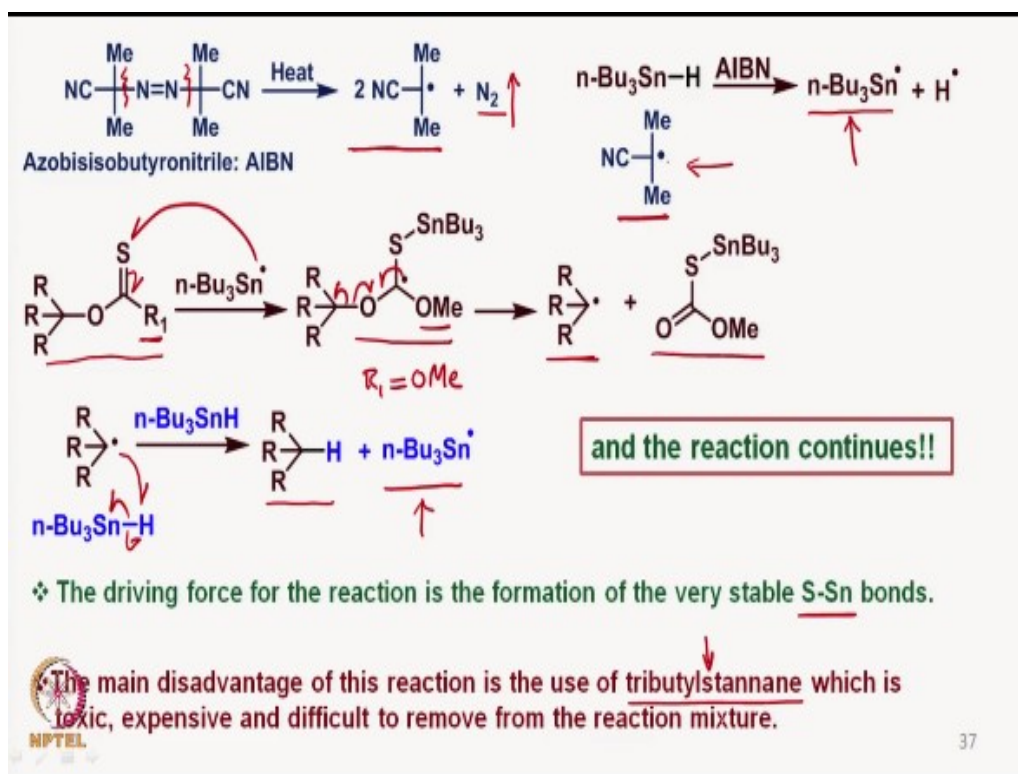 Me Me Me
NC N=N CN Heat 2 NC • + N2
Me Me Me
Azobisisobutyronitrile: AIBN
n-Bu3Sn–H AIBN n-Bu3Sn• + H•
Me
NC •
Me
S
R
R O R1
R
n-Bu3Sn•
SnBu3
S
R
R O OMe
R
R1 = OMe
R
R •
R
+
SnBu3
S
O OMe
R
R •
R
n-Bu3SnH
n-Bu3Sn–H
R
R H + n-Bu3Sn•
R
and the reaction continues!!
❖ The driving force for the reaction is the formation of the very stable S-Sn bonds.
The main disadvantage of this reaction is the use of tributylstannane which is
toxic, expensive and difficult to remove from the reaction mixture.
NPTEL
37